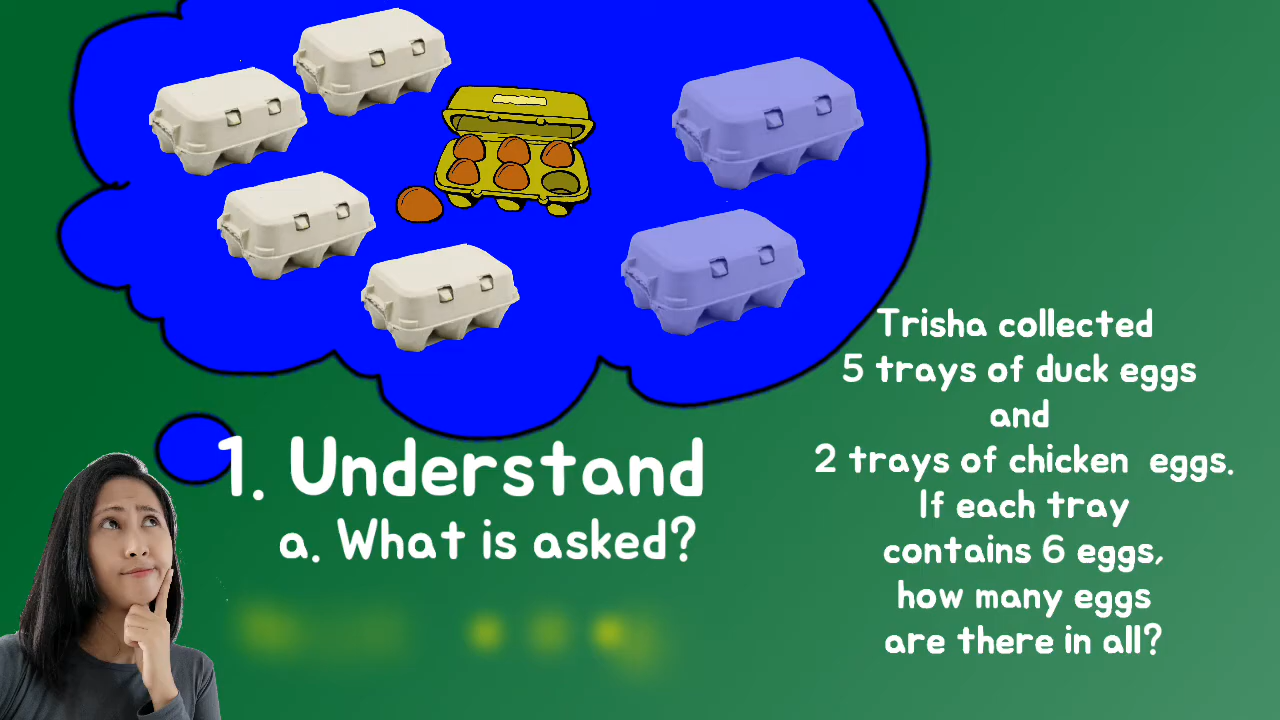 1. Understand
a. What is asked?
Trisha collected
5 trays of duck eggs
and
2 trays of chicken eggs.
If each tray
contains 6 eggs,
how many eggs
are there in all?